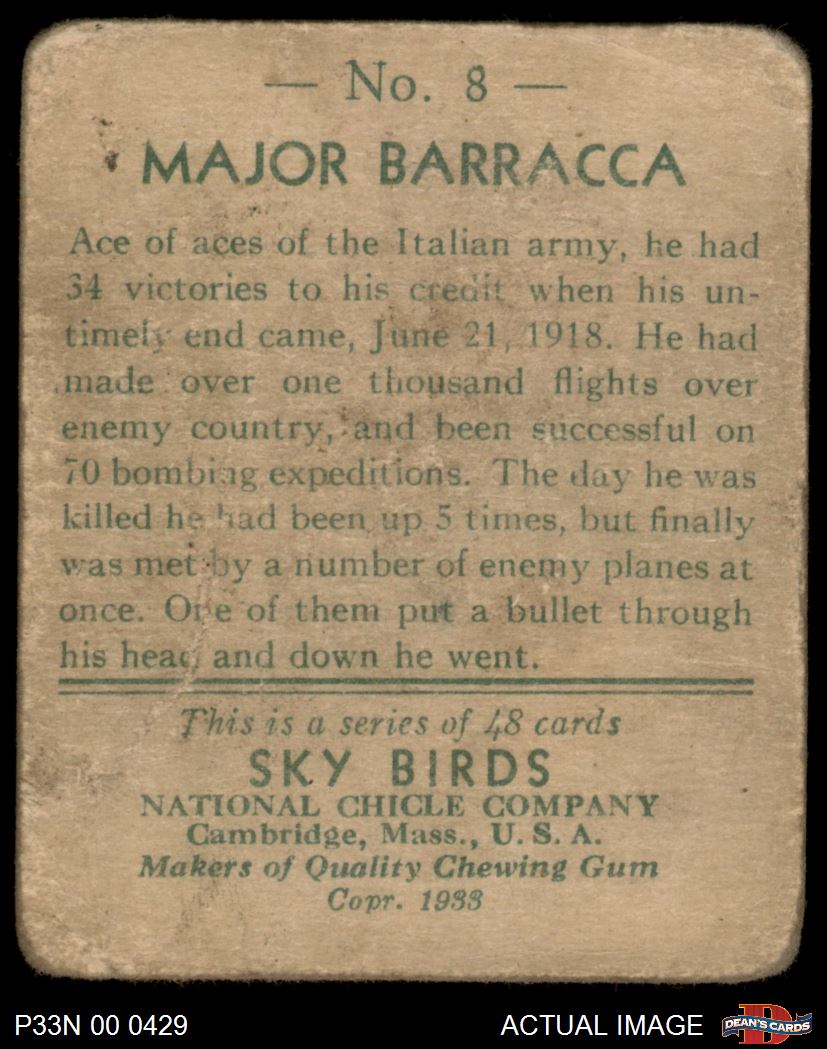 — No. 8 —
MAJOR BARRACCA
Ace of aces of the Italian army, he had
34 victories to his credit when his un-
timely end came, June 21, 1918. He had
made over one thousand flights over
enemy country, and been successful on
70 bombing expeditions. The day he was
killed he had been up 5 times, but finally
was met by a number of enemy planes at
once. One of them put a bullet through
his head and down he went.
This is a series of 48 cards
SKY BIRDS
NATIONAL CHICLE COMPANY
Cambridge, Mass., U. S. A.
Makers of Quality Chewing Gum
Copr. 1933
P33N 00 0429
ACTUAL IMAGE
D
DEAN'S CARDS